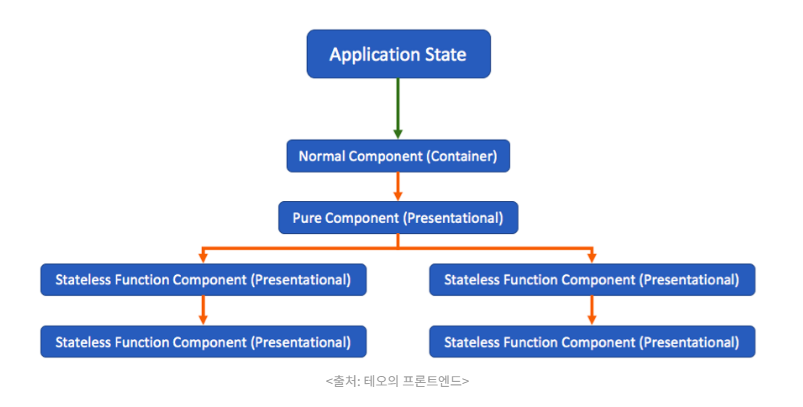 Application State
Normal Component (Container)
Pure Component (Presentational)
Stateless Function Component (Presentational)
Stateless Function Component (Presentational)
Stateless Function Component (Presentational)
Stateless Function Component (Presentational)
<출처: 테오의 프론트엔드>